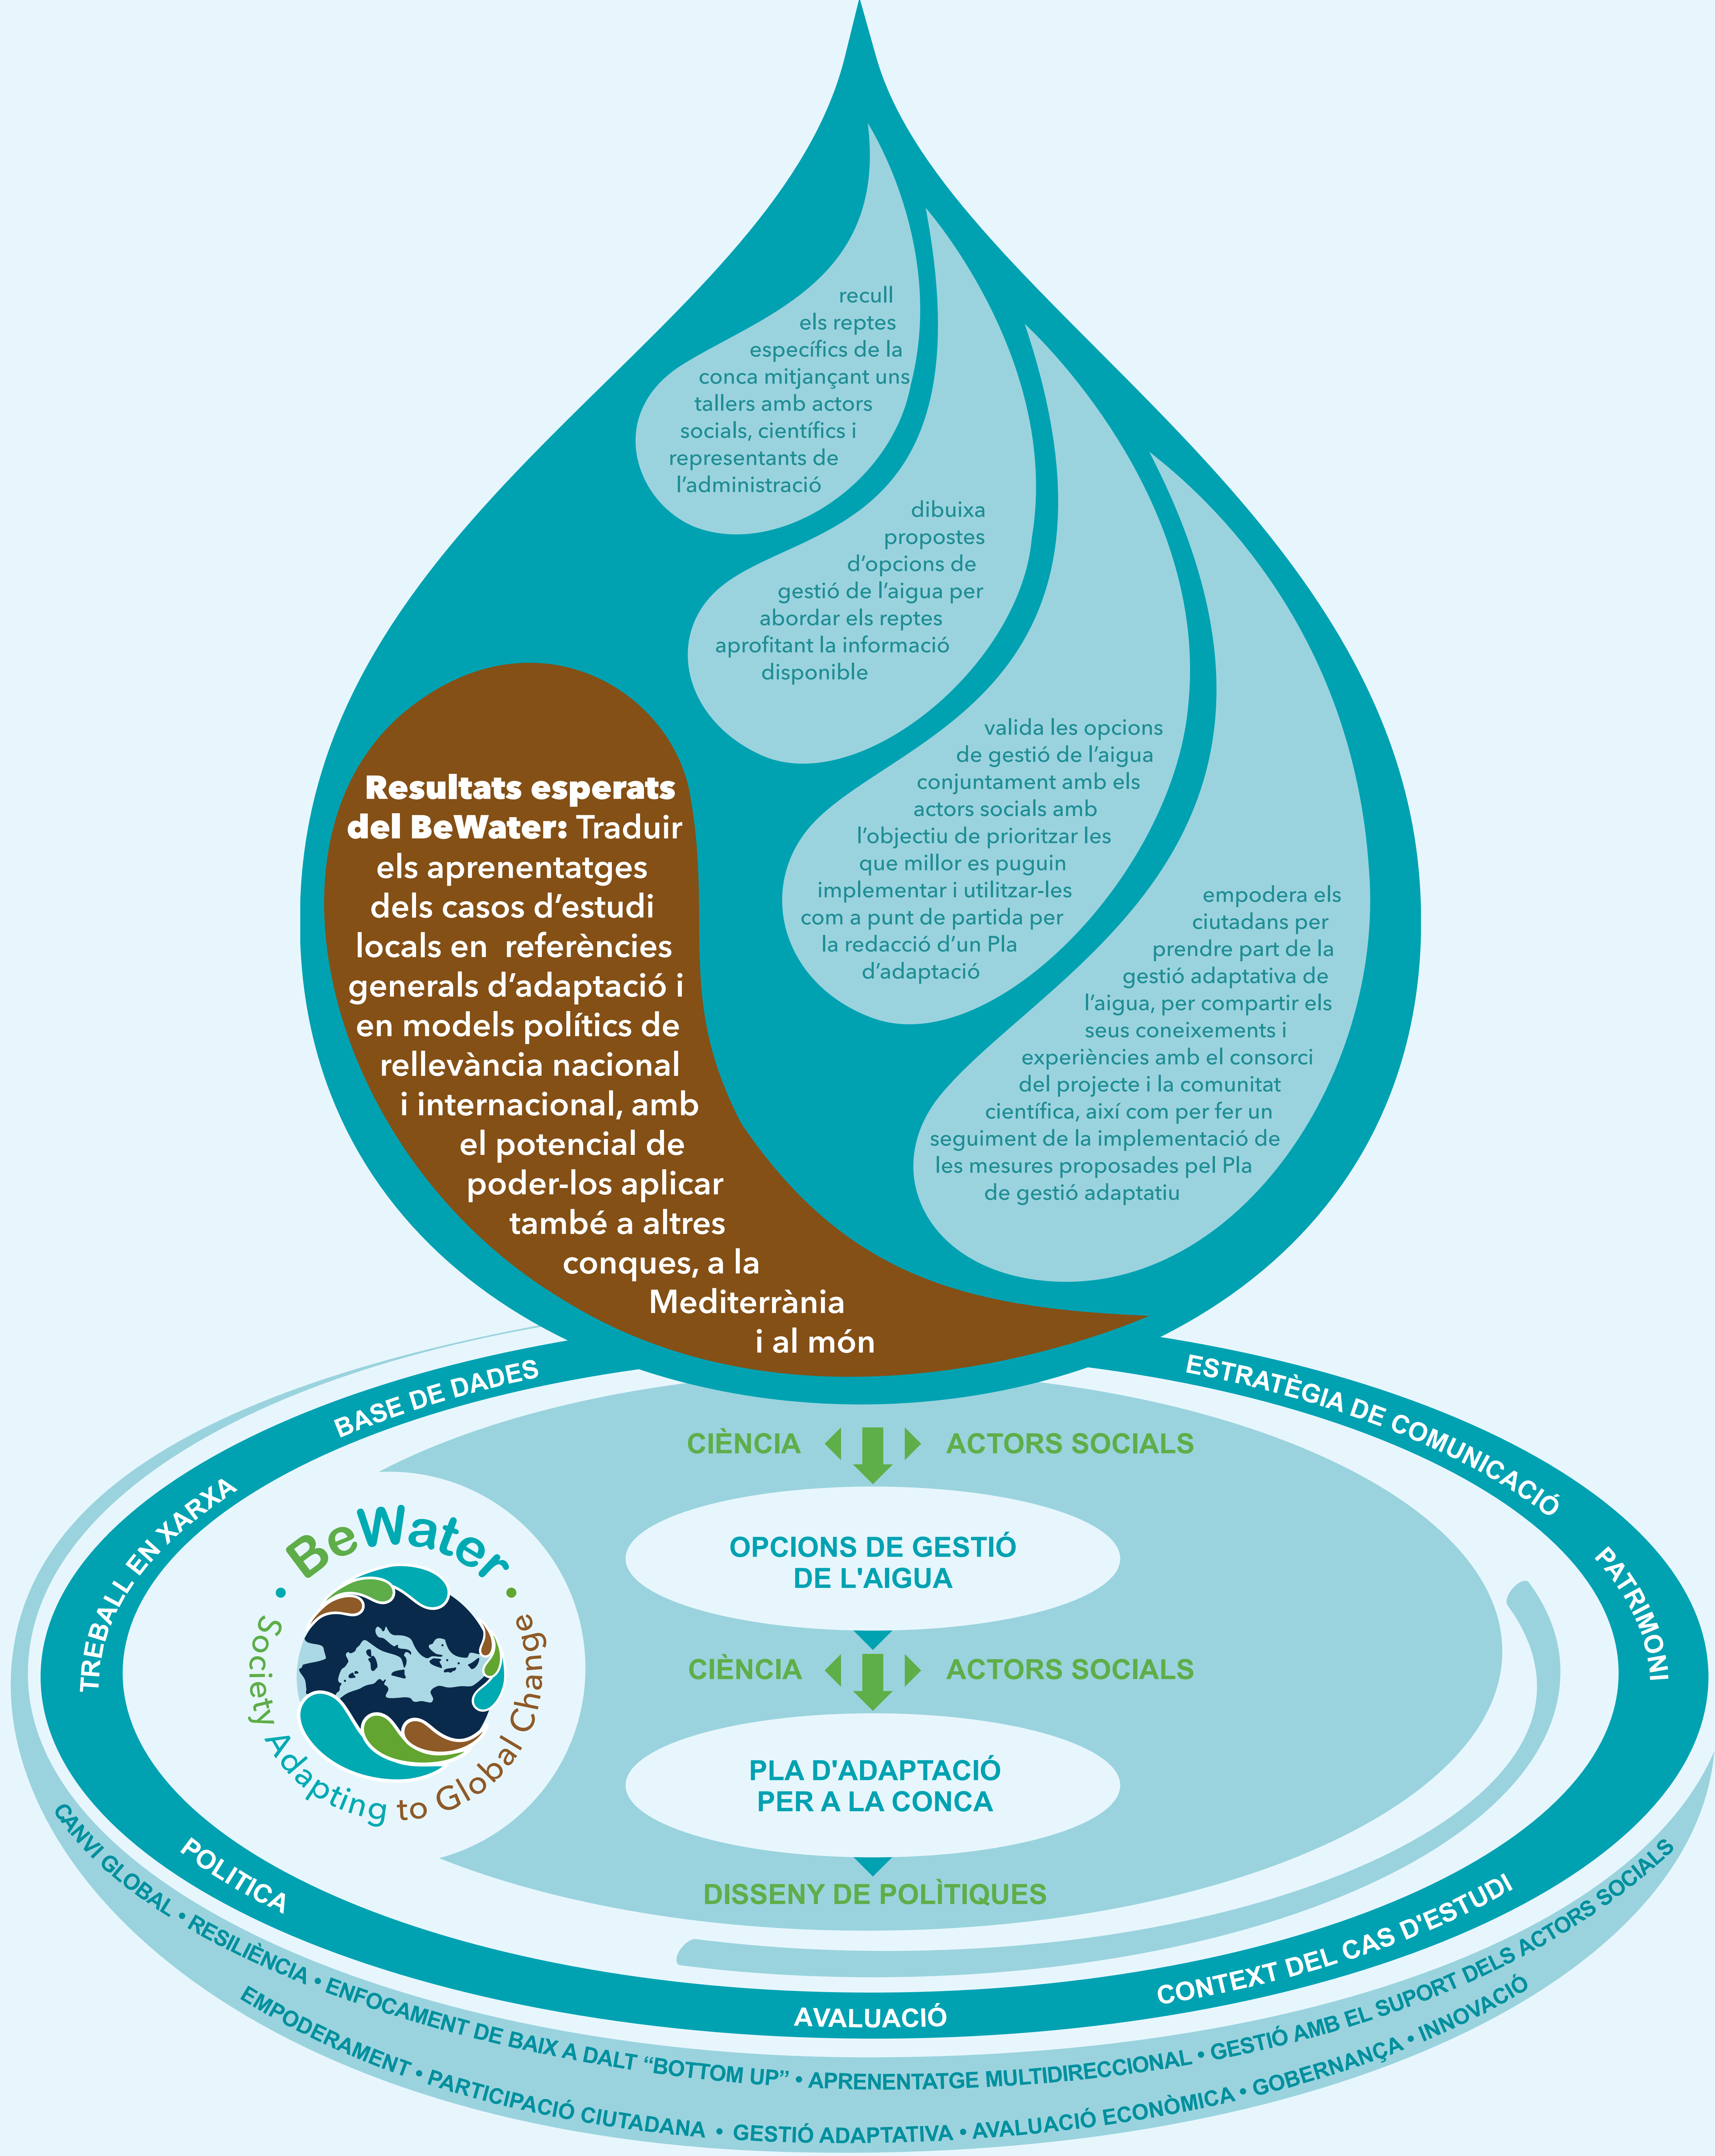 recull
els reptes
específics de la
conca mitjançant uns
tallers amb actors
socials, científics i
representants de
l’administració
dibuixa
propostes
d’opcions de
gestió de l’aigua per
abordar els reptes
aprofitant la informació
disponible
valida les opcions
de gestió de l’aigua
conjuntament amb els
actors socials amb
l’objectiu de prioritzar les
que millor es puguin
implementar i utilitzar-les
com a punt de partida per
la redacció d’un Pla
d’adaptació
empodera els
ciutadans per
prendre part de la
gestió adaptativa de
l’aigua, per compartir els
seus coneixements i
experiències amb el consorci
del projecte i la comunitat
científica, així com per fer un
seguiment de la implementació de
les mesures proposades pel Pla
de gestió adaptatiu
Resultats esperats
del BeWater: Traduir
els aprenentatges
dels casos d’estudi
locals en referències
generals d’adaptació i
en models polítics de
rellevància nacional
i internacional, amb
el potencial de
poder-los aplicar
també a altres
conques, a la
Mediterrània
i al món
BASE DE DADES
ESTRATÈGIA DE COMUNICACIÓ
TREBALL EN XARXA
PATRIMONI
CIÈNCIA ACTORS SOCIALS
OPCIONS DE GESTIÓ
DE L'AIGUA
CIÈNCIA ACTORS SOCIALS
PLA D'ADAPTACIÓ
PER A LA CONCA
DISSENY DE POLÌTIQUES
• BeWater •
Society Adapting to Global Change
POLITICA
AVALUACIÓ
CONTEXT DEL CAS D'ESTUDI
CANVI GLOBAL • RESILIÈNCIA • ENFOCAMENT DE BAIX A DALT “BOTTOM UP” • APRENENTATGE MULTIDIRECCIONAL • GESTIÓ AMB EL SUPORT DELS ACTORS SOCIALS
EMPODERAMENT • PARTICIPACIÓ CIUTADANA • GESTIÓ ADAPTATIVA • AVALUACIÓ ECONÒMICA • GOBERNANÇA • INNOVACIÓ